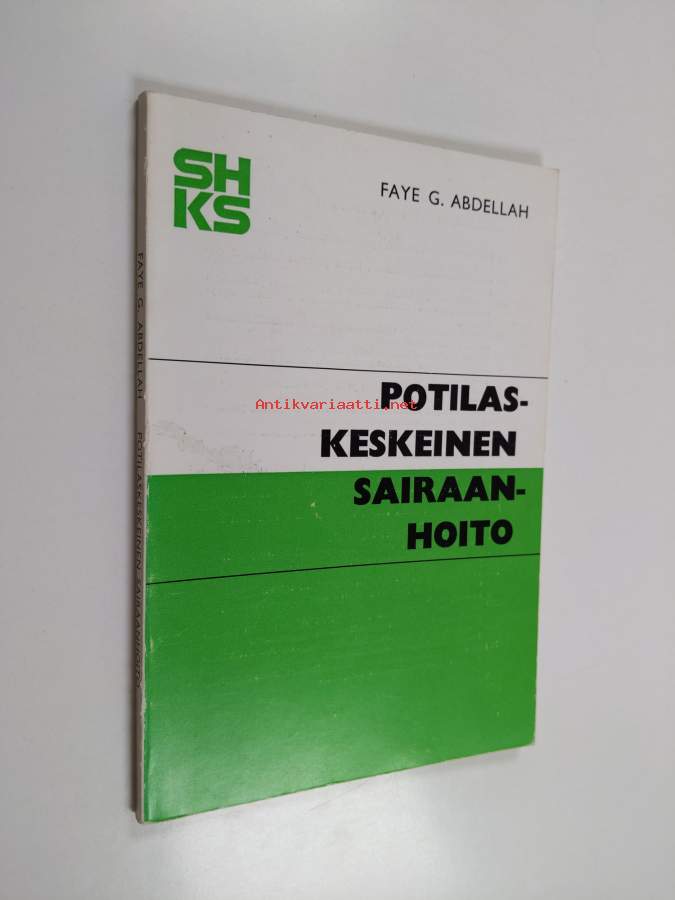 SH
KS
FAYE G. ABDELLAH
POTILAS-
Antikvariaatti.net
KESKEINEN
SAIRAAN-
HOITO
FAYE G. ABDELLAH POTILASKESKEINEN SAIRAANHOITO